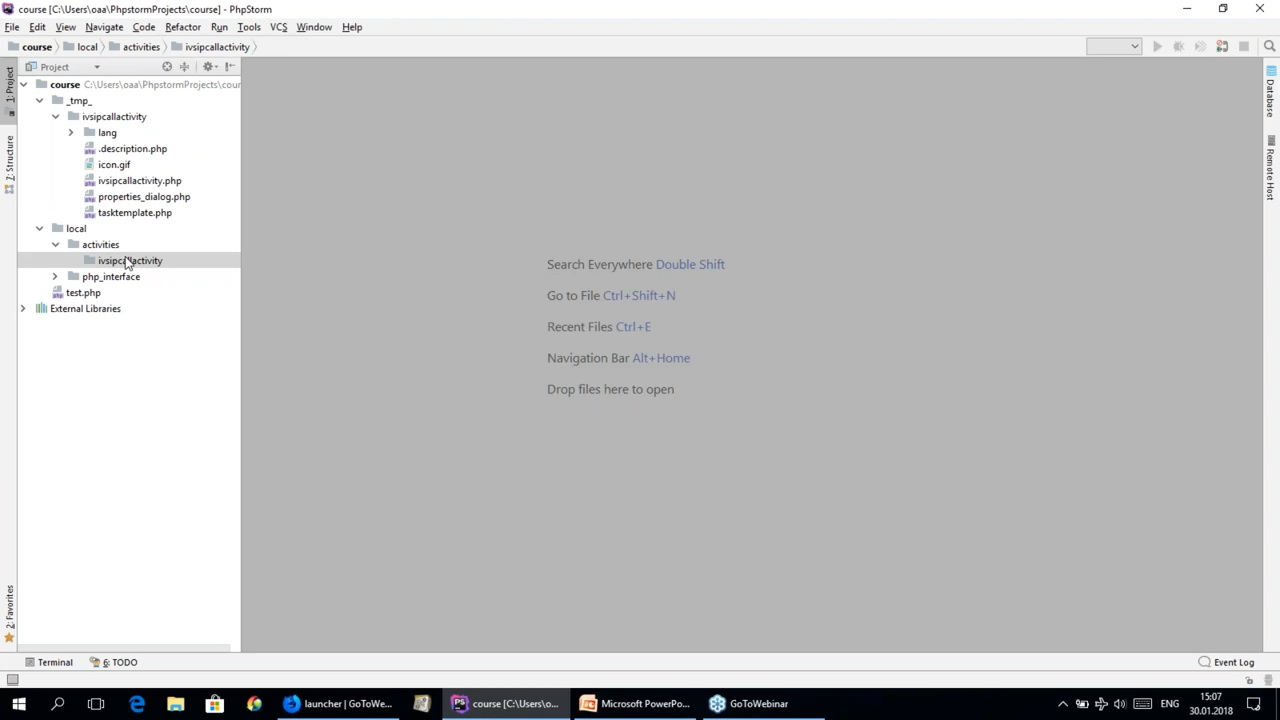 course [C:\Users\oaa\PhpstormProjects\course] - PhpStorm
File Edit View Navigate Code Refactor Run Tools VCS Window Help
course local activities ivsipcallactivity
Project
course C:\Users\oaa\PhpstormProjects\cour
_tmp_
ivsipcallactivity
lang
.description.php
icon.gif
ivsipcallactivity.php
properties_dialog.php
tasktemplate.php
local
activities
ivsipcallactivity
php_interface
test.php
External Libraries
1: Project
7: Structure
2: Favorites
Search Everywhere Double Shift
Go to File Ctrl+Shift+N
Recent Files Ctrl+E
Navigation Bar Alt+Home
Drop files here to open
Database
Remote Host
Terminal 6: TODO
Event Log
launcher | GoToWe...
PS course [C:\Users\o...
Microsoft PowerPo...
GoToWebinar
ENG
15:07
30.01.2018